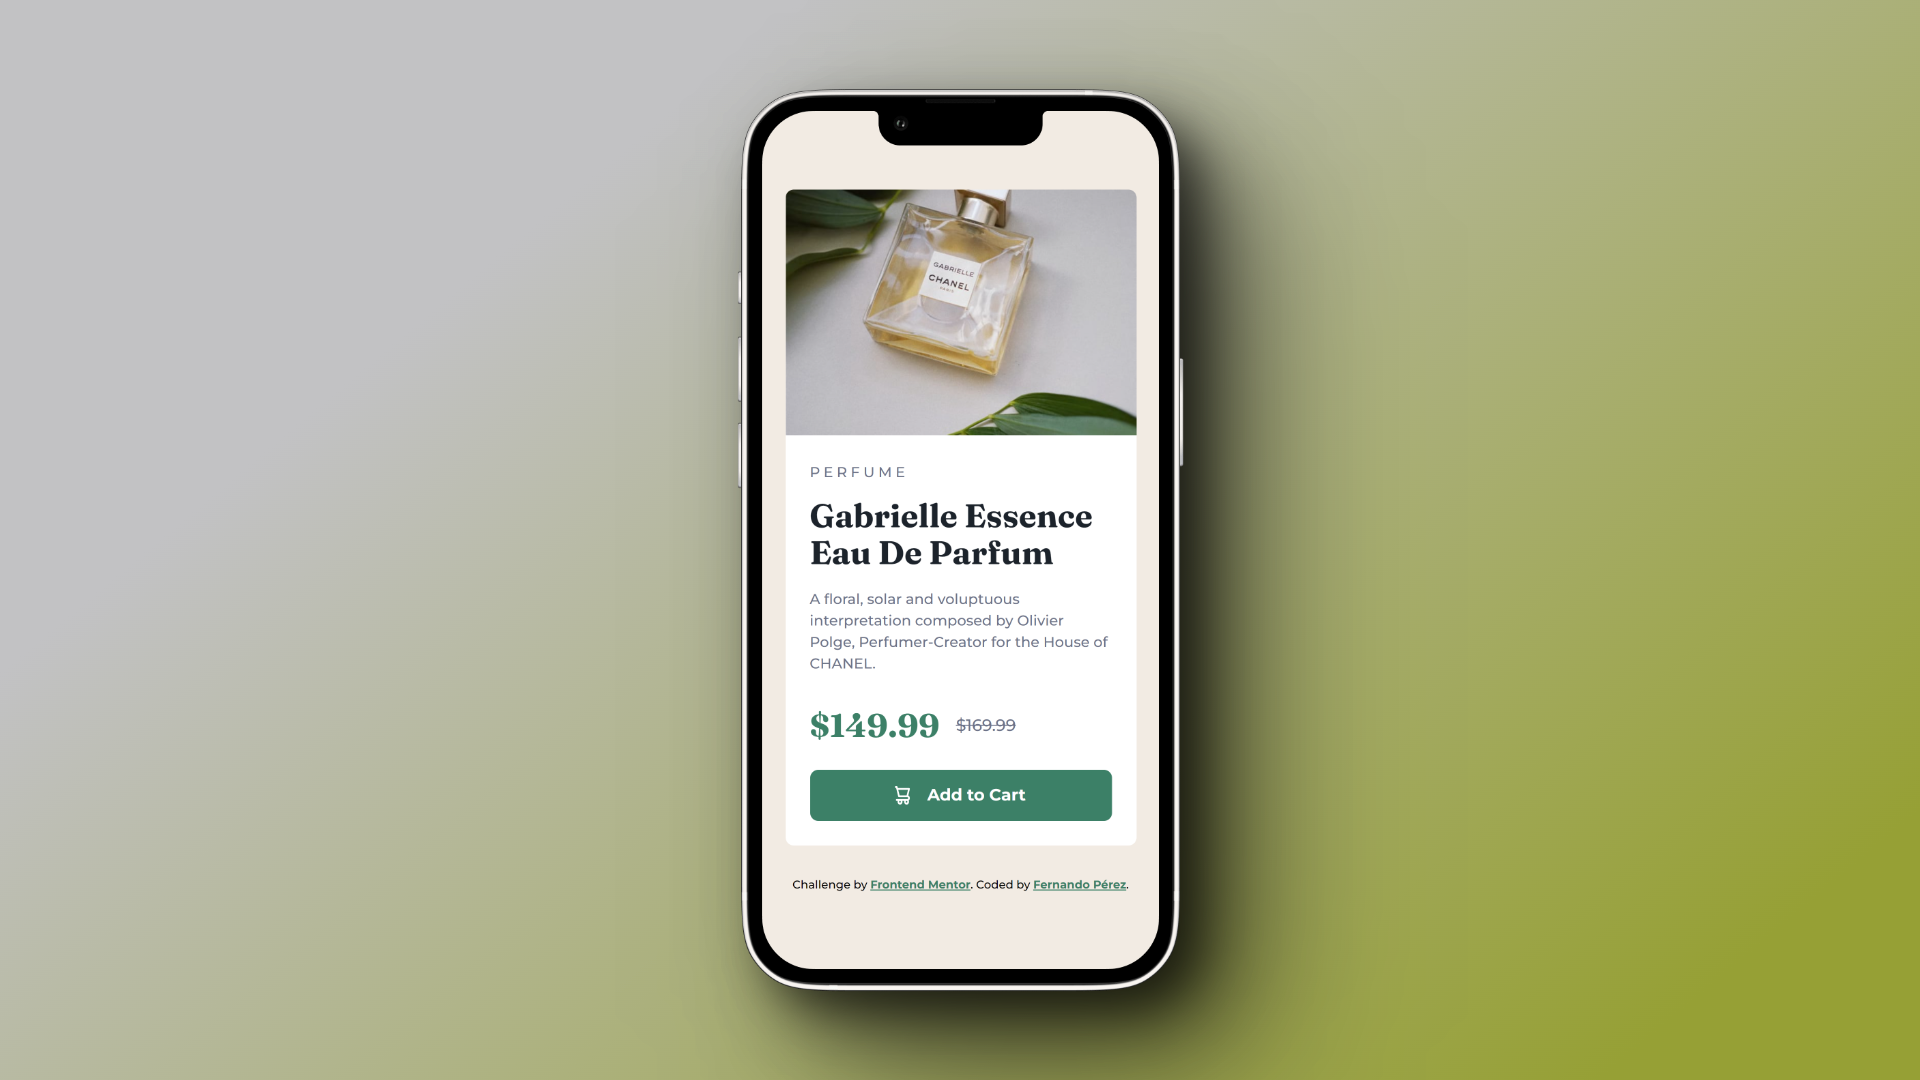 GABRIELLE
CHANEL
PARIS
PERFUME
Gabrielle Essence
Eau De Parfum
A floral, solar and voluptuous
interpretation composed by Olivier
Polge, Perfumer-Creator for the House of
CHANEL.
$149.99 $169.99
Add to Cart
Challenge by Frontend Mentor. Coded by Fernando Pérez.